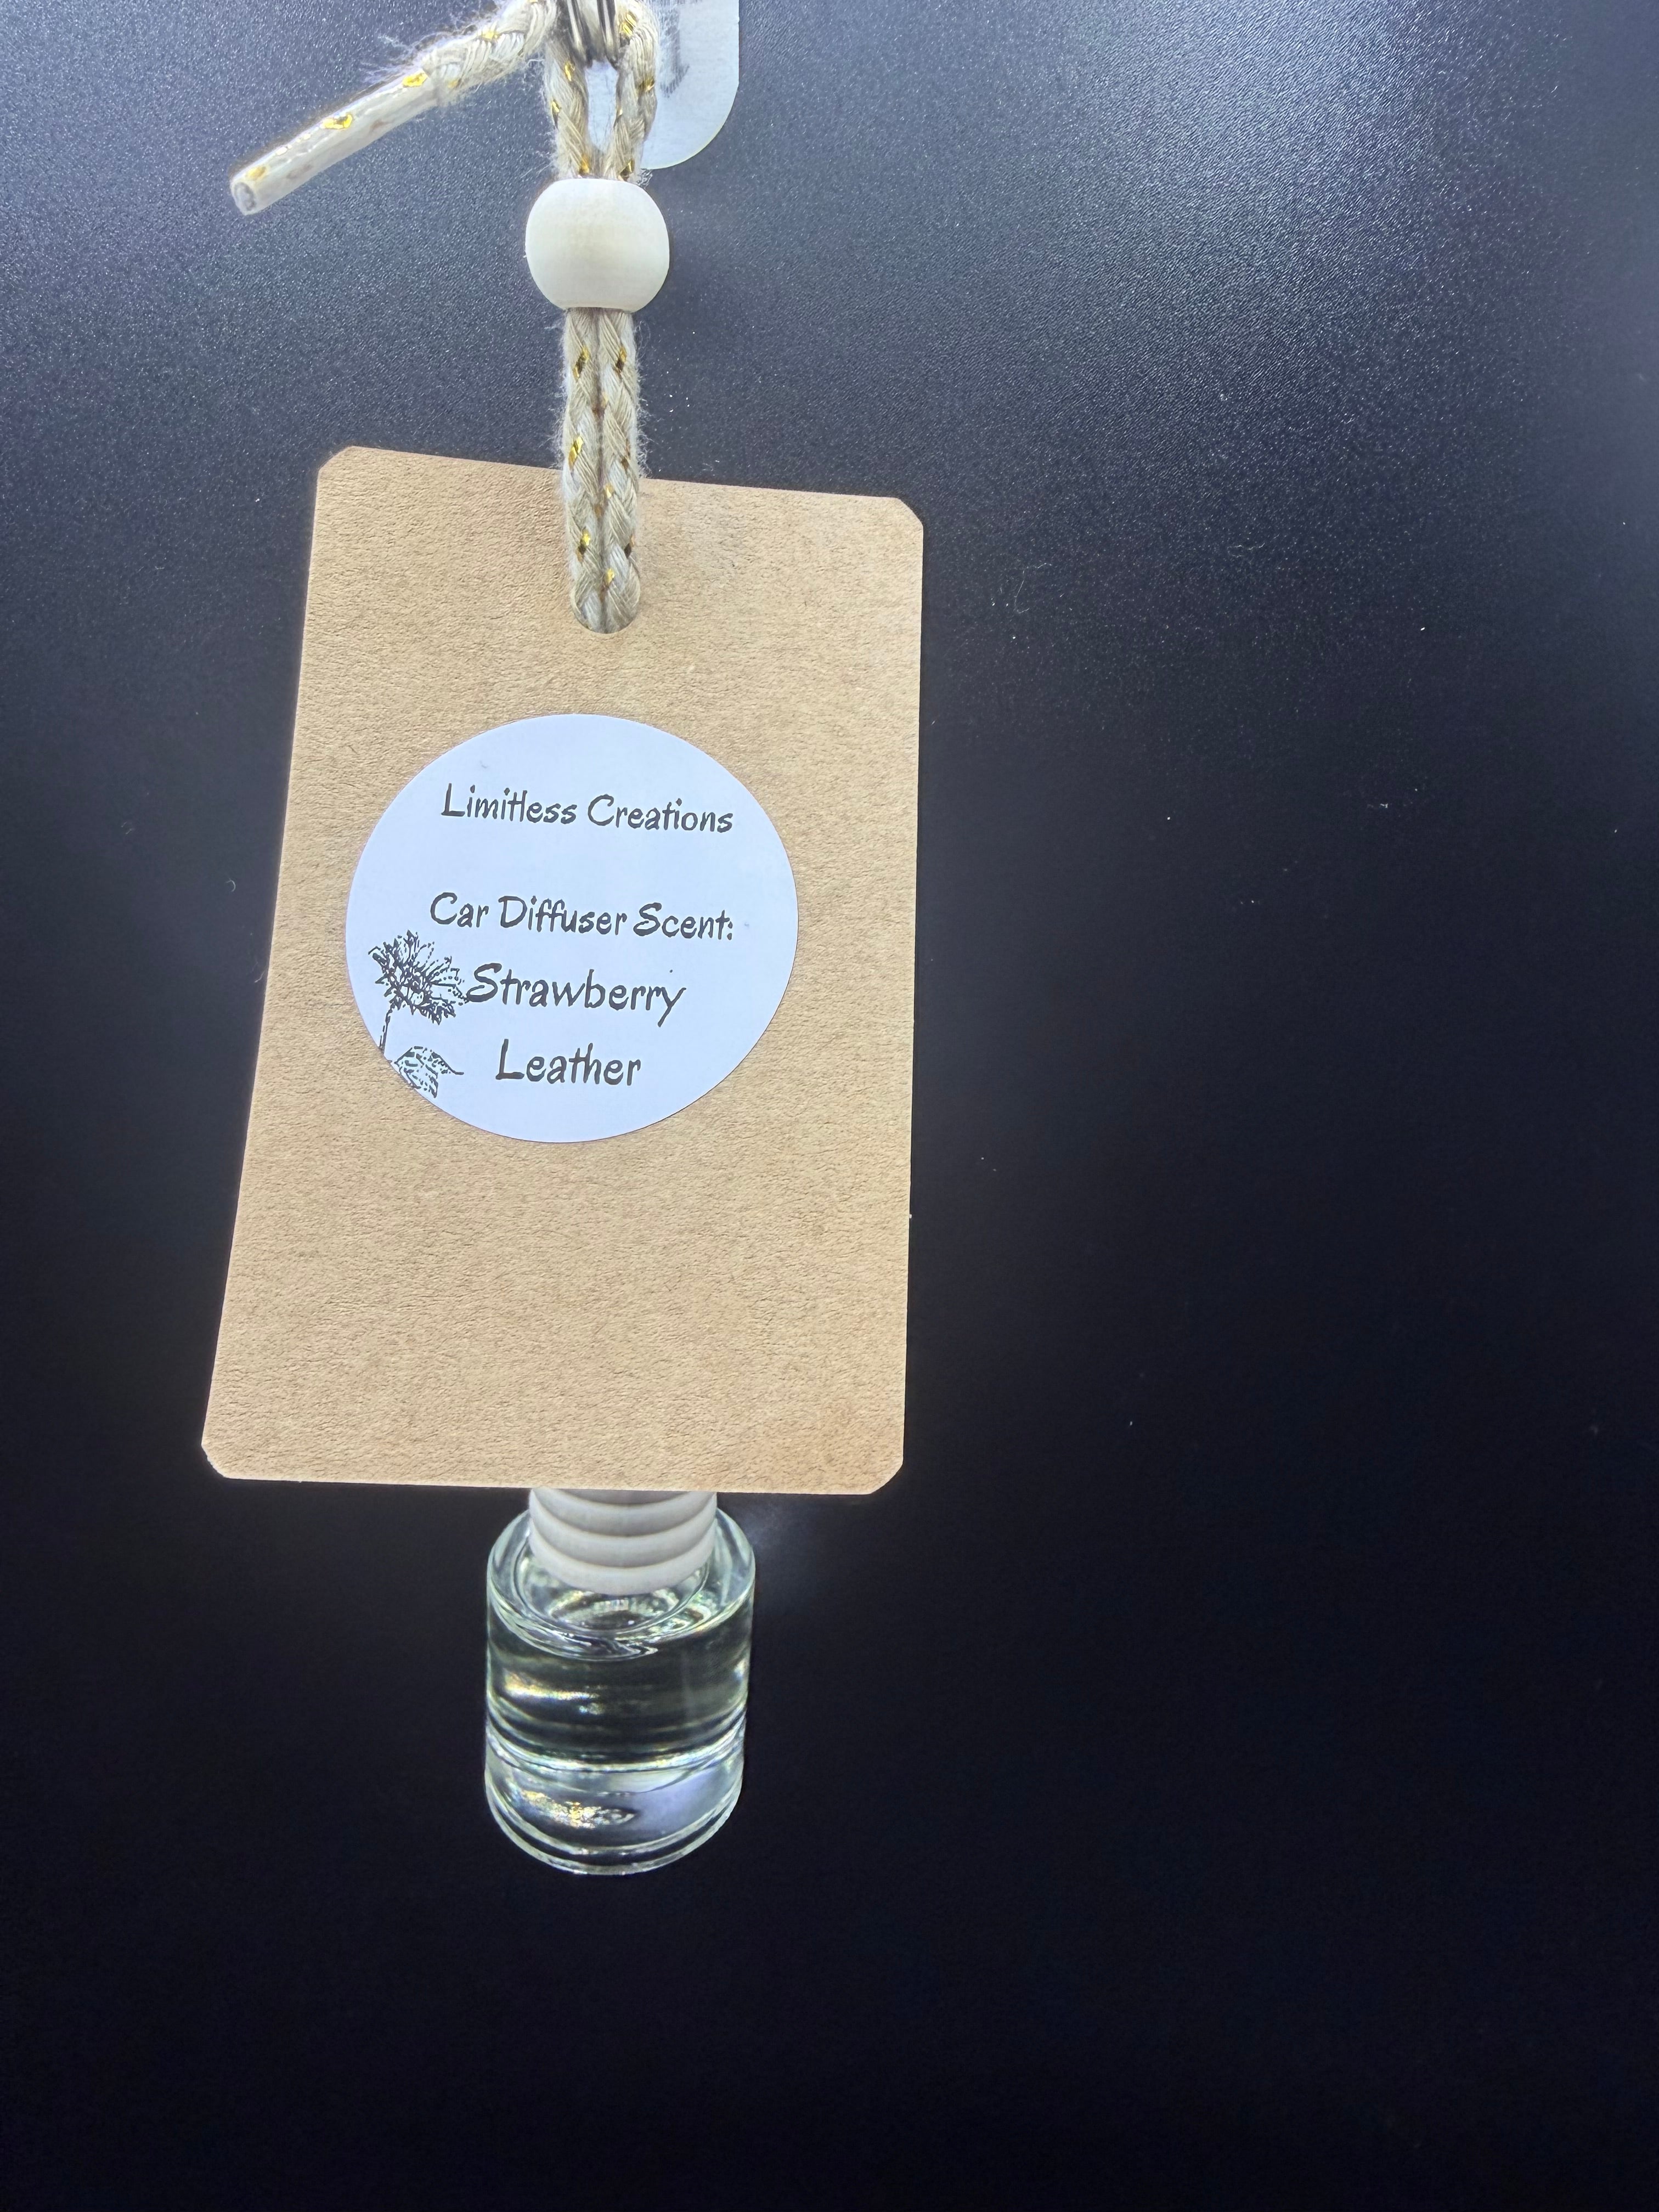 Limitless Creations
Car Diffuser Scent:
Strawberry
Leather